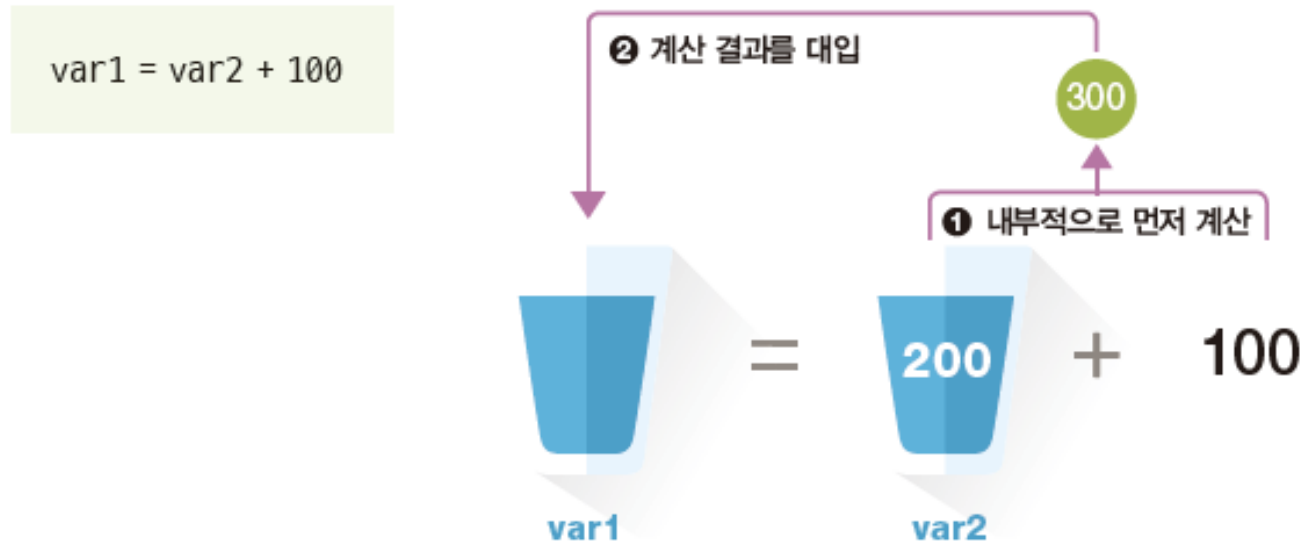 var1 = var2 + 100
❷ 계산 결과를 대입
300
❶ 내부적으로 먼저 계산
= 200 + 100
var1 var2